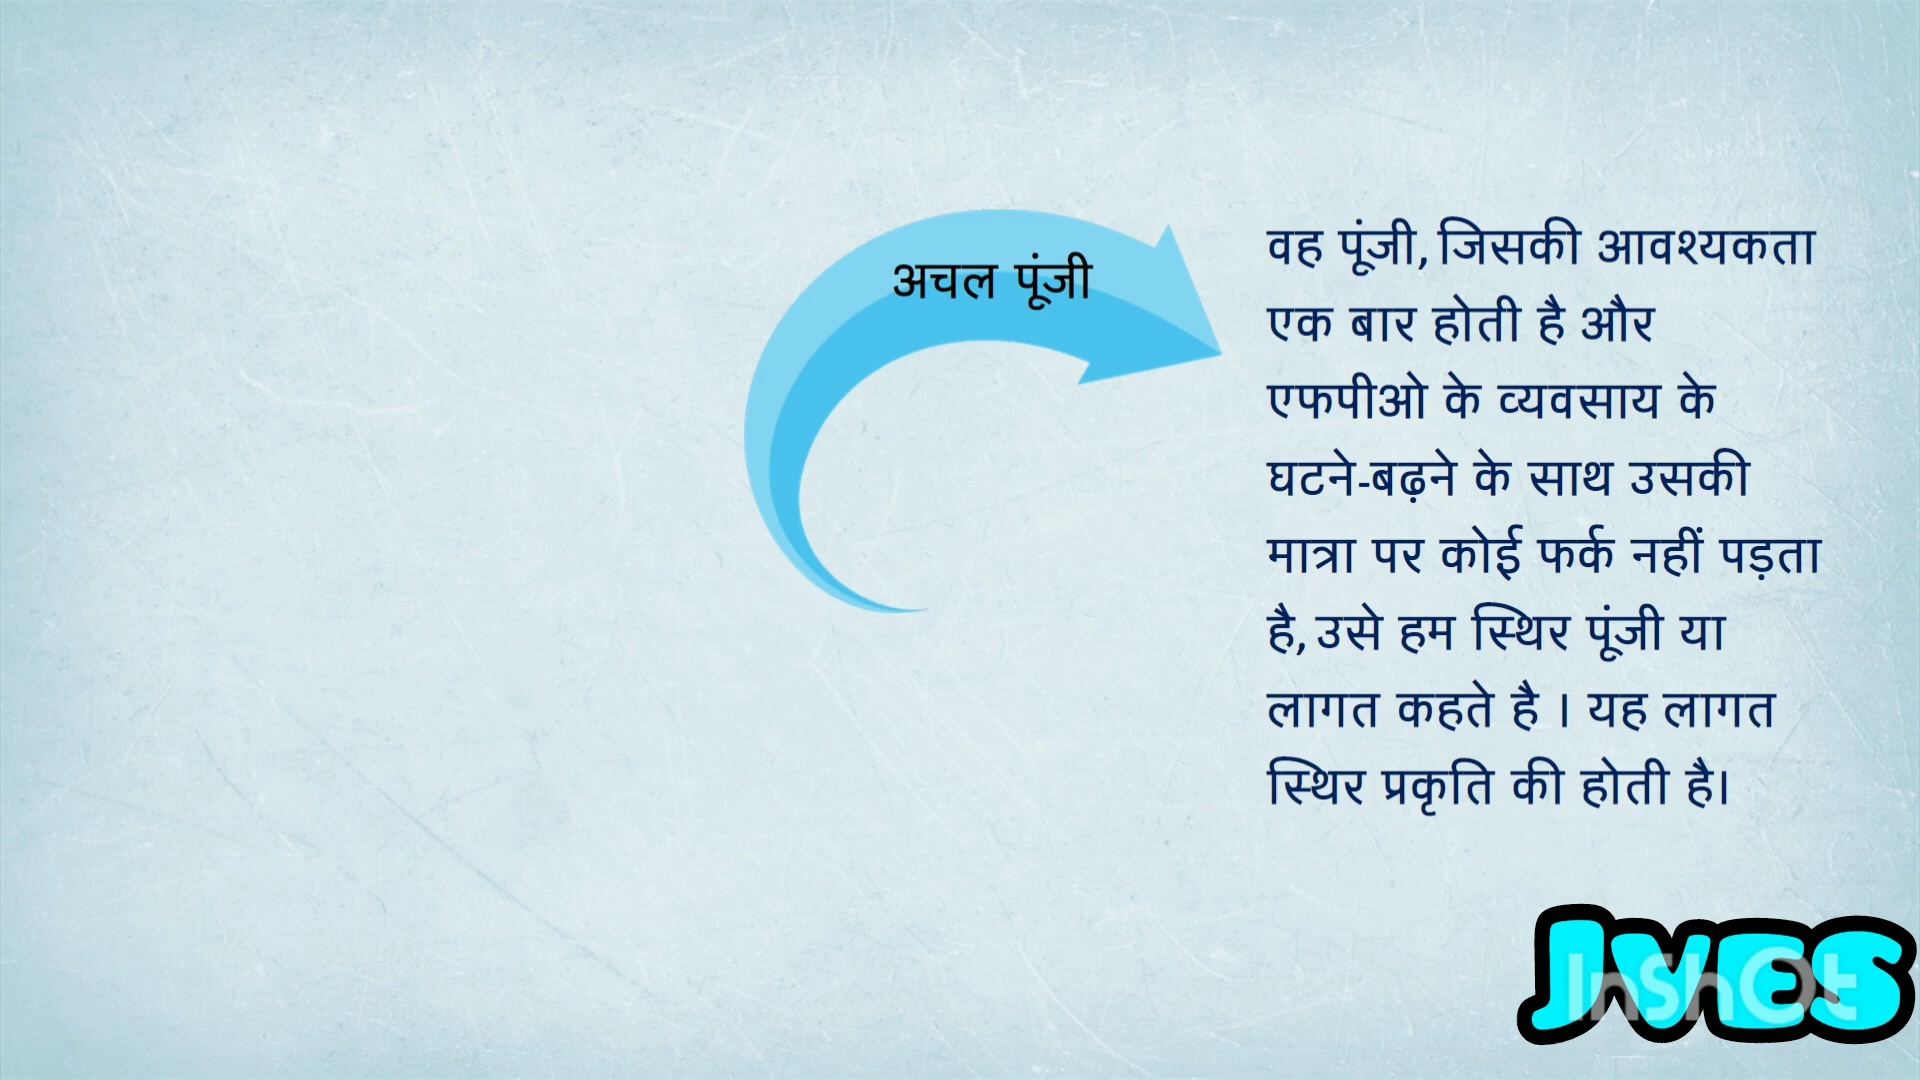 अचल पूंजी
वह पूंजी, जिसकी आवश्यकता
एक बार होती है और
एफपीओ के व्यवसाय के
घटने-बढ़ने के साथ उसकी
मात्रा पर कोई फर्क नहीं पड़ता
है, उसे हम स्थिर पूंजी या
लागत कहते है । यह लागत
स्थिर प्रकृति की होती है।
JVES
InShOt